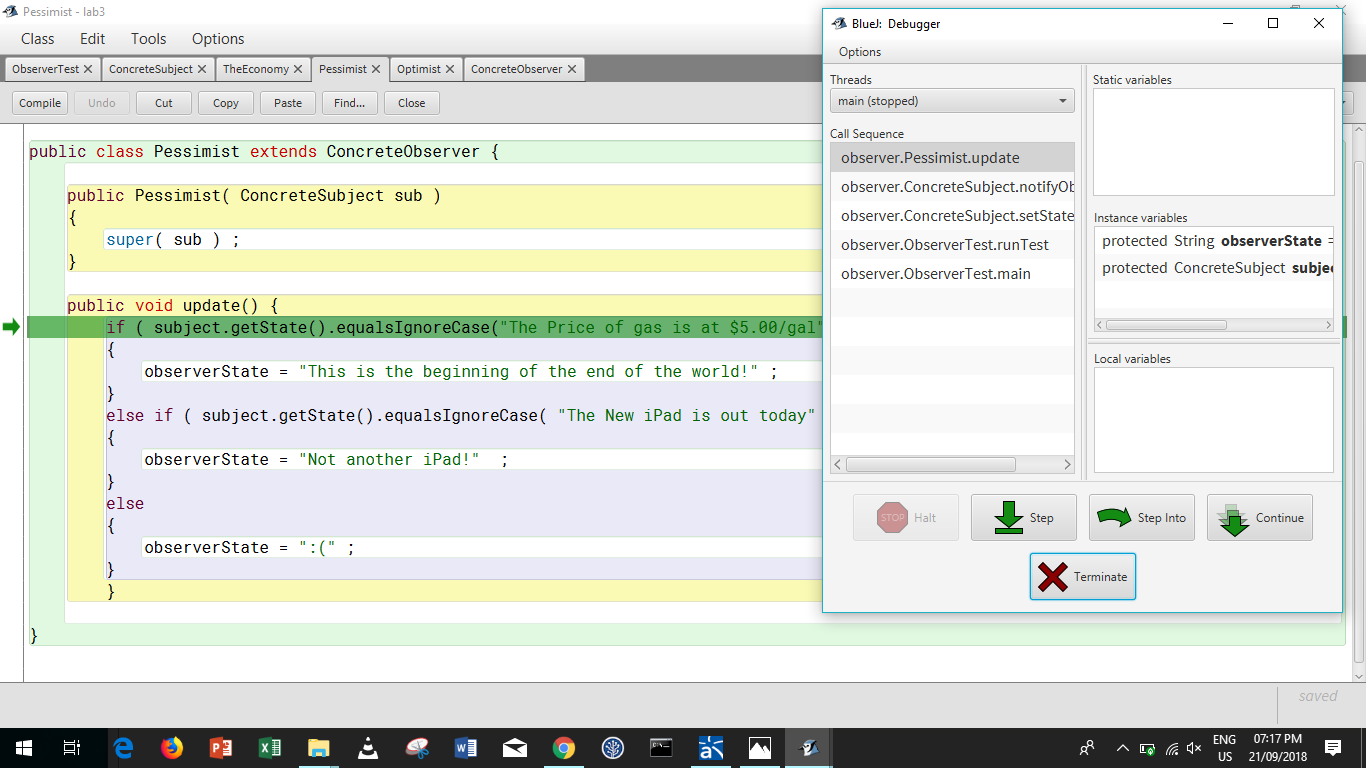 Pessimist - lab3
Class Edit Tools Options
ObserverTest ✕ ConcreteSubject ✕ TheEconomy ✕ Pessimist ✕ Optimist ✕ ConcreteObserver ✕
Compile Undo Cut Copy Paste Find... Close
public class Pessimist extends ConcreteObserver {
public Pessimist( ConcreteSubject sub )
{
super( sub ) ;
}
public void update() {
if ( subject.getState().equalsIgnoreCase("The Price of gas is at $5.00/gal"
{
observerState = "This is the beginning of the end of the world!" ;
}
else if ( subject.getState().equalsIgnoreCase( "The New iPad is out today"
{
observerState = "Not another iPad!" ;
}
else
{
observerState = ":(" ;
}
}
}
saved
BlueJ: Debugger
Options
Threads
main (stopped)
Call Sequence
observer.Pessimist.update
observer.ConcreteSubject.notifyOb
observer.ConcreteSubject.setState
observer.ObserverTest.runTest
observer.ObserverTest.main
Static variables
Instance variables
protected String observerState =
protected ConcreteSubject subje
Local variables
STOP Halt
Step
Step Into
Continue
Terminate
ENG
US
07:17 PM
21/09/2018